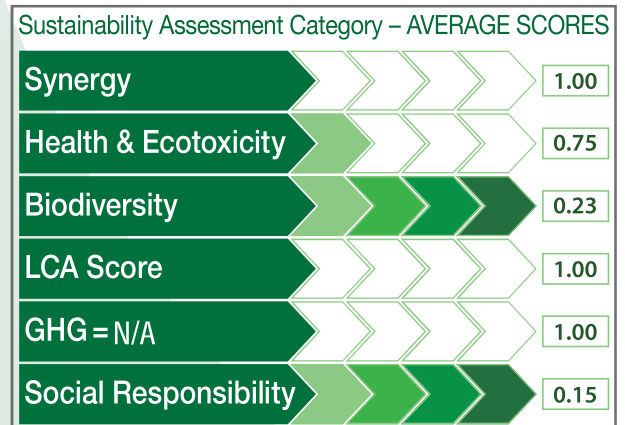 Sustainability Assessment Category – AVERAGE SCORES
Synergy 1.00
Health & Ecotoxicity 0.75
Biodiversity 0.23
LCA Score 1.00
GHG = N/A 1.00
Social Responsibility 0.15